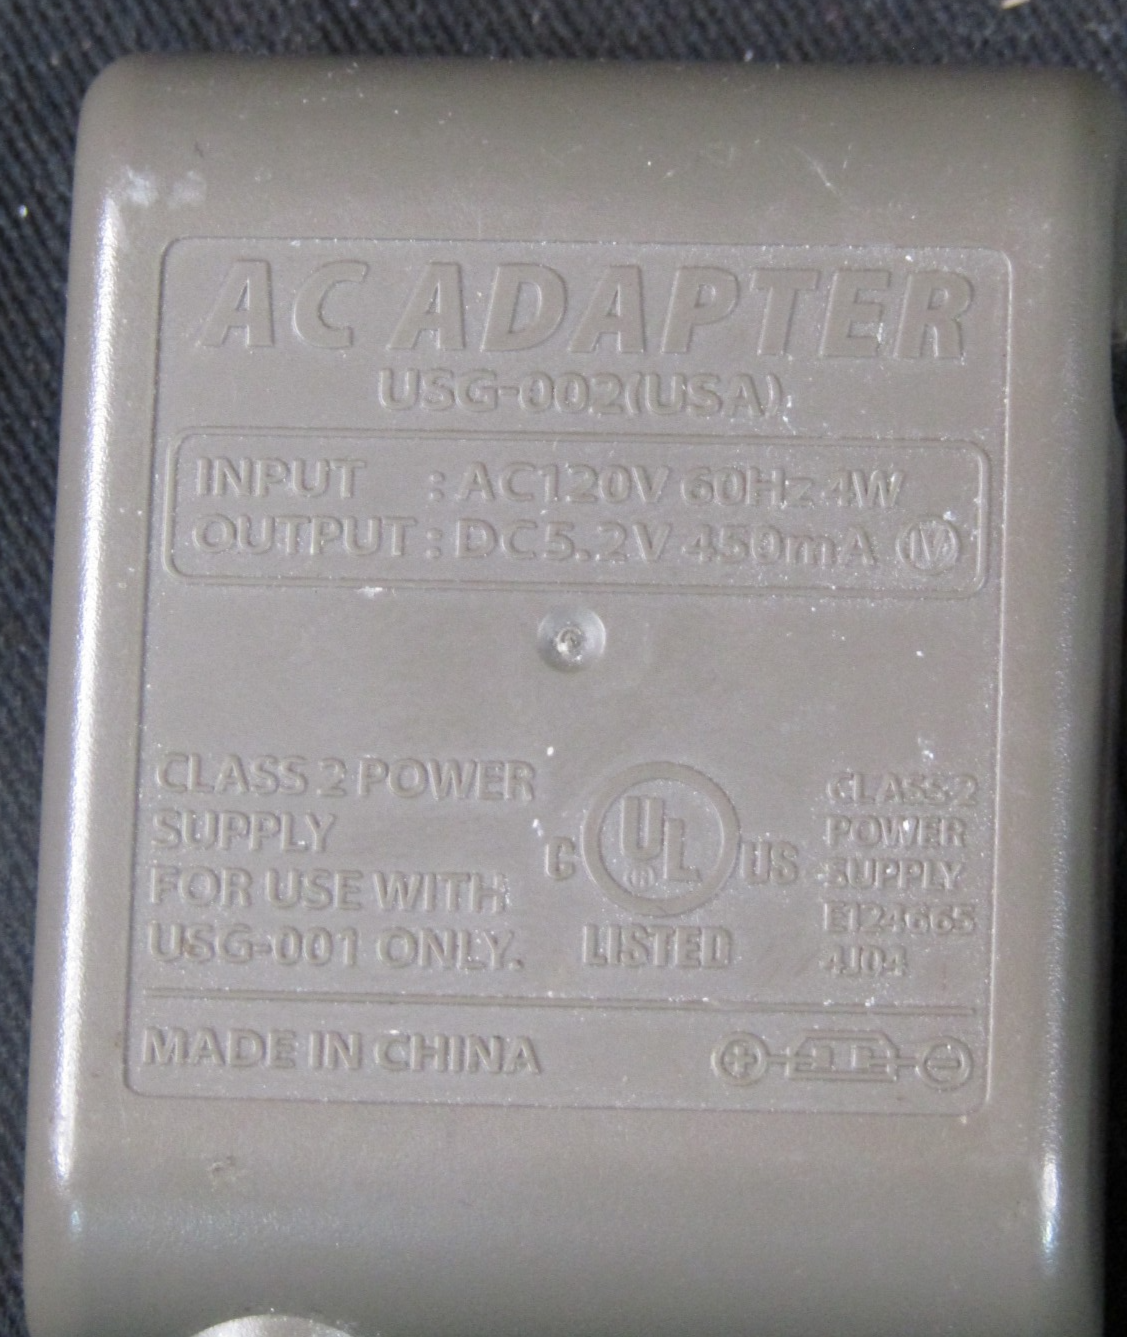 AC ADAPTER
USG-002(USA)
INPUT : AC120V 60Hz 4W
OUTPUT : DC5.2V 450mA IV
CLASS 2 POWER
SUPPLY
FOR USE WITH
USG-001 ONLY.
C UL US
LISTED
CLASS 2
POWER
SUPPLY
E124665
4J04
MADE IN CHINA